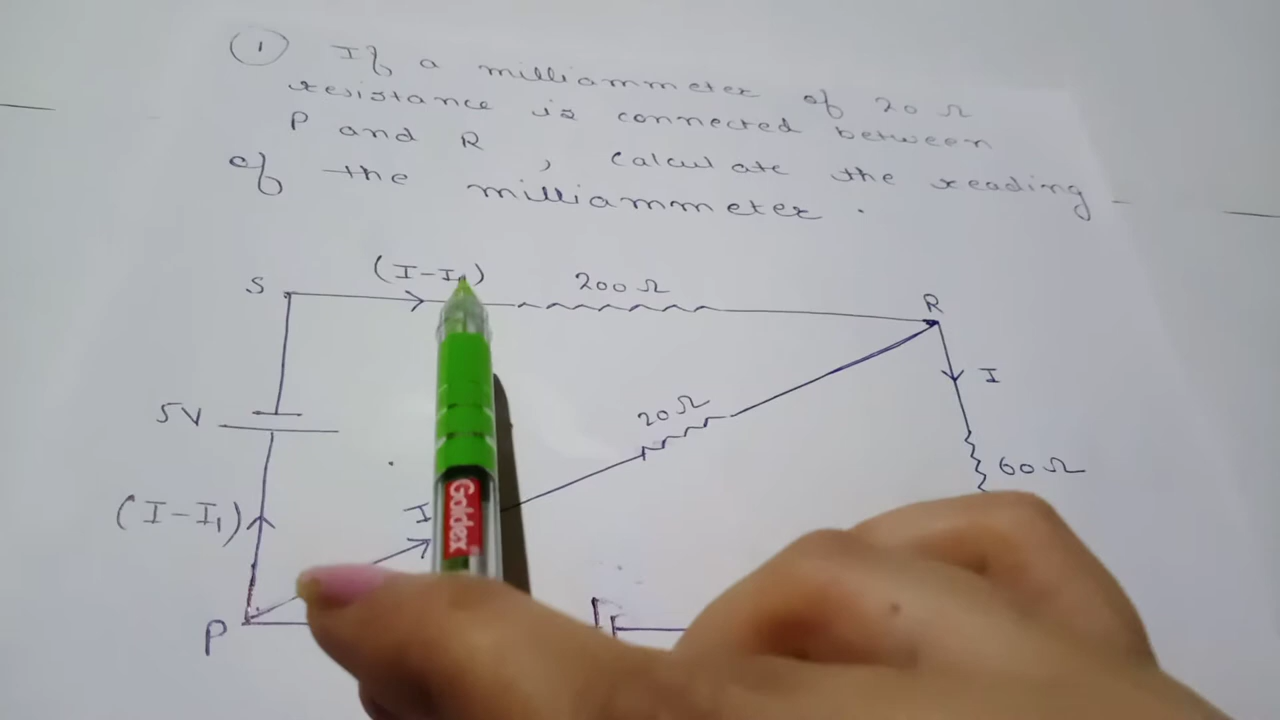 1 If a milliammeter of 20 Ω
resistance is connected between
P and R , calculate the reading
of the milliammeter .
S (I-I₁) 200 Ω R
I
5V 20 Ω
60 Ω
(I-I₁)
Goldex
P